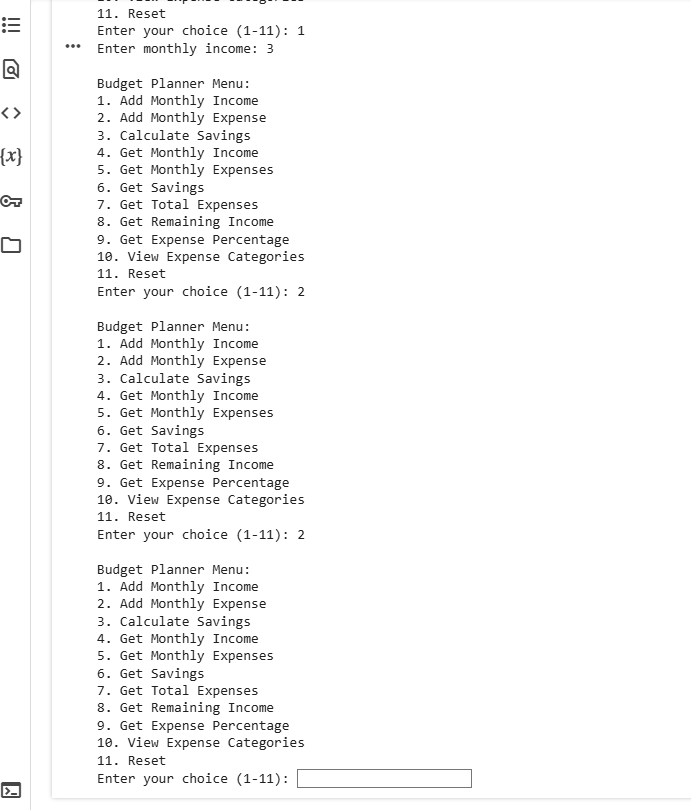 11. Reset
Enter your choice (1-11): 1
Enter monthly income: 3
Budget Planner Menu:
1. Add Monthly Income
2. Add Monthly Expense
3. Calculate Savings
4. Get Monthly Income
5. Get Monthly Expenses
6. Get Savings
7. Get Total Expenses
8. Get Remaining Income
9. Get Expense Percentage
10. View Expense Categories
11. Reset
Enter your choice (1-11): 2
Budget Planner Menu:
1. Add Monthly Income
2. Add Monthly Expense
3. Calculate Savings
4. Get Monthly Income
5. Get Monthly Expenses
6. Get Savings
7. Get Total Expenses
8. Get Remaining Income
9. Get Expense Percentage
10. View Expense Categories
11. Reset
Enter your choice (1-11): 2
Budget Planner Menu:
1. Add Monthly Income
2. Add Monthly Expense
3. Calculate Savings
4. Get Monthly Income
5. Get Monthly Expenses
6. Get Savings
7. Get Total Expenses
8. Get Remaining Income
9. Get Expense Percentage
10. View Expense Categories
11. Reset
Enter your choice (1-11):